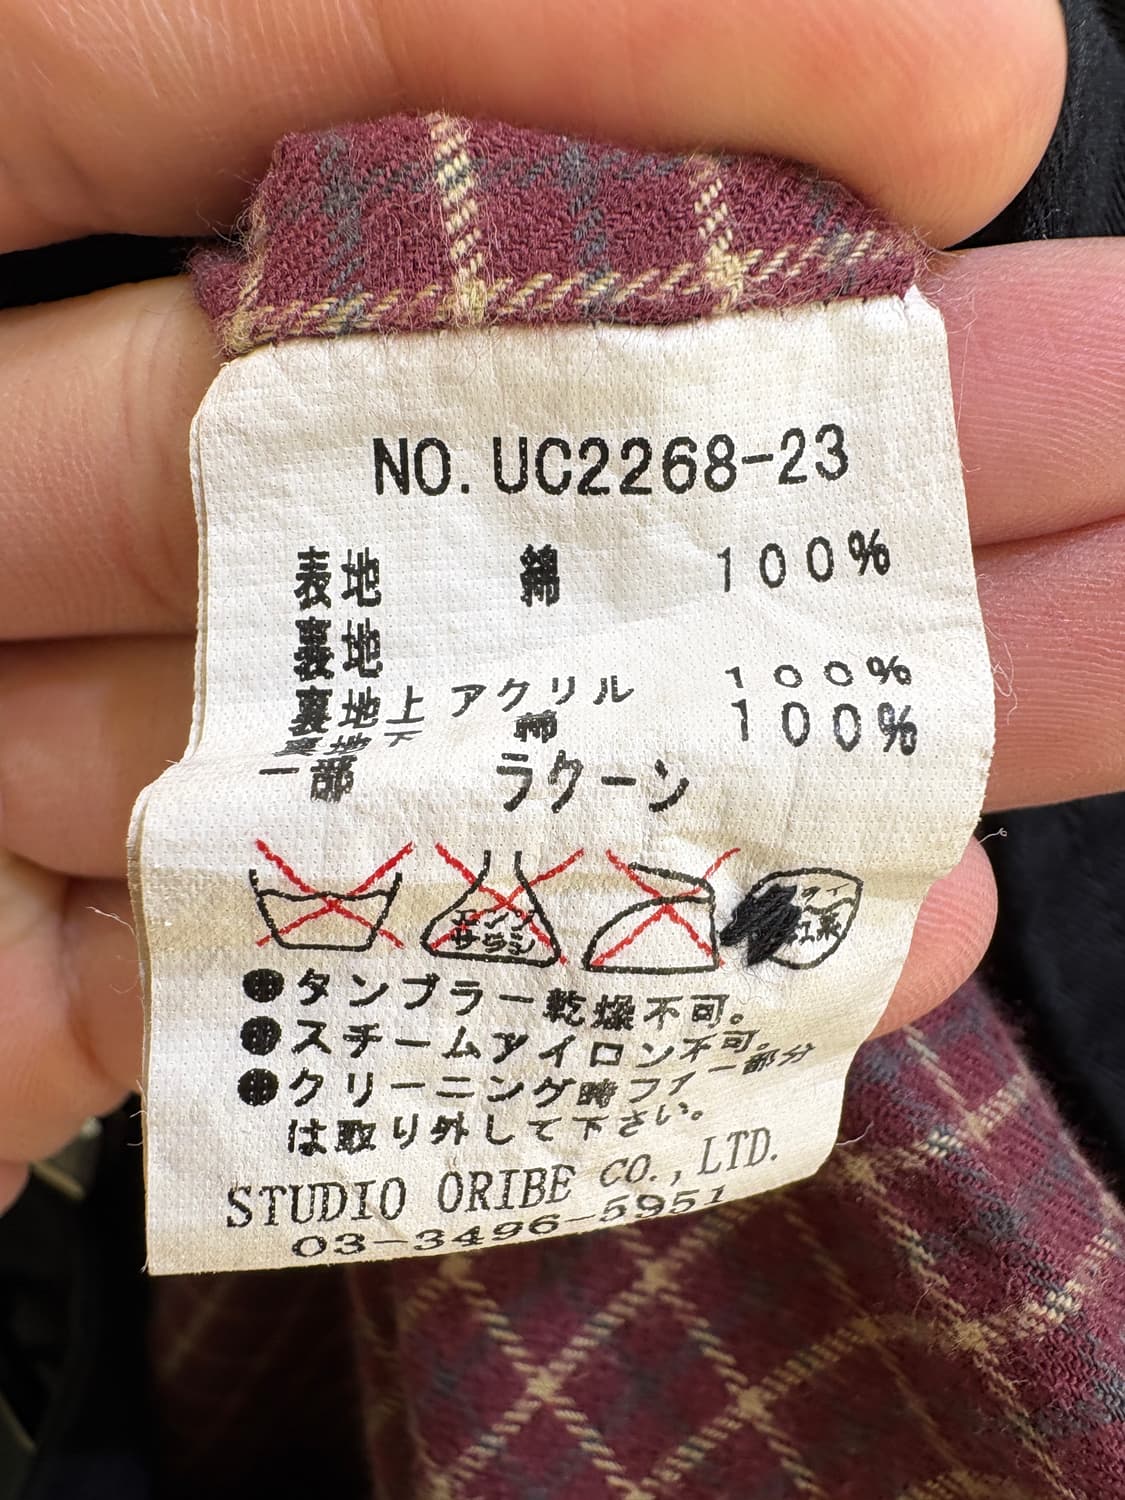 NO. UC2268-23
表地 綿 100%
裏地
裏地上 アクリル 100%
裏地下 綿 100%
一部 ラクーン
エンソ
サラシ
ドライ
石油系
●タンブラー乾燥不可。
●スチームアイロン不可。
●クリーニング時ファー部分
は取り外して下さい。
STUDIO ORIBE CO., LTD.
03-3496-5951